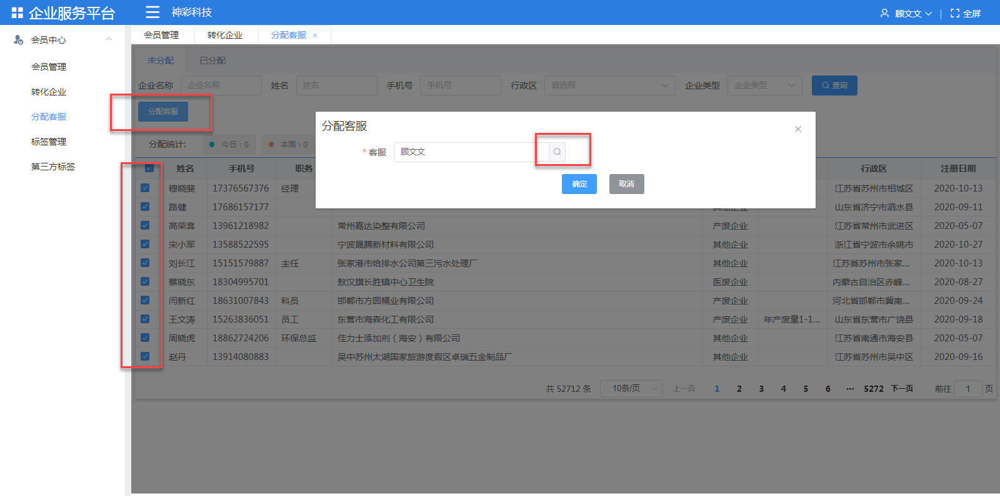 企业服务平台 神彩科技 顾文文 全屏
会员中心
会员管理
转化企业
分配客服
标签管理
第三方标签
会员管理 转化企业 分配客服
未分配 已分配
企业名称 企业名称 姓名 姓名 手机号 手机号 行政区 请选择 企业类型 企业类型 查询
分配客服
分配统计: 今日:0 本周:0
分配客服
* 客服 顾文文
确定 取消
姓名 手机号 职务 行政区 注册日期
穆晓斐 17376567376 经理 江苏省苏州市相城区 2020-10-13
路健 17686157177 其他企业 山东省济宁市泗水县 2020-09-11
高荣喜 13961218982 常州嘉达染整有限公司 产废企业 江苏省常州市武进区 2020-05-07
宋小军 13588522595 宁波晟腾新材料有限公司 其他企业 浙江省宁波市余姚市 2020-10-27
刘长江 15151579887 主任 张家港市给排水公司第三污水处理厂 其他企业 江苏省苏州市张家... 2020-10-13
蔡晓东 18304995701 敖汉旗长胜镇中心卫生院 医废企业 内蒙古自治区赤峰... 2020-08-27
闫新红 18631007843 科员 邯郸市方圆桶业有限公司 产废企业 河北省邯郸市冀南... 2020-09-24
王文涛 15263836051 员工 东营市海森化工有限公司 产废企业 年产废量1-1... 山东省东营市广饶县 2020-09-18
周晓虎 18862724206 环保总监 佳力士添加剂（海安）有限公司 其他企业 江苏省南通市海安县 2020-05-07
赵丹 13914080883 吴中苏州太湖国家旅游度假区卓瑞五金制品厂 其他企业 江苏省苏州市吴中区 2020-09-16
共 52712 条 10条/页 上一页 1 2 3 4 5 6 ··· 5272 下一页 前往 1 页